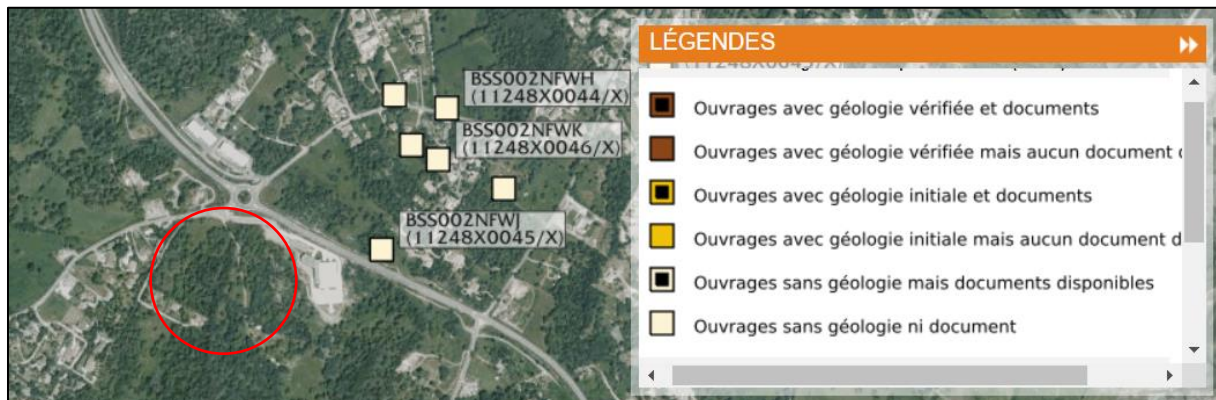 BSS002NFWH
(11248X0044/X)
BSS002NFWK
(11248X0046/X)
BSS002NFWJ
(11248X0045/X)
LÉGENDES
Ouvrages avec géologie vérifiée et documents
Ouvrages avec géologie vérifiée mais aucun document
Ouvrages avec géologie initiale et documents
Ouvrages avec géologie initiale mais aucun document
Ouvrages sans géologie mais documents disponibles
Ouvrages sans géologie ni document